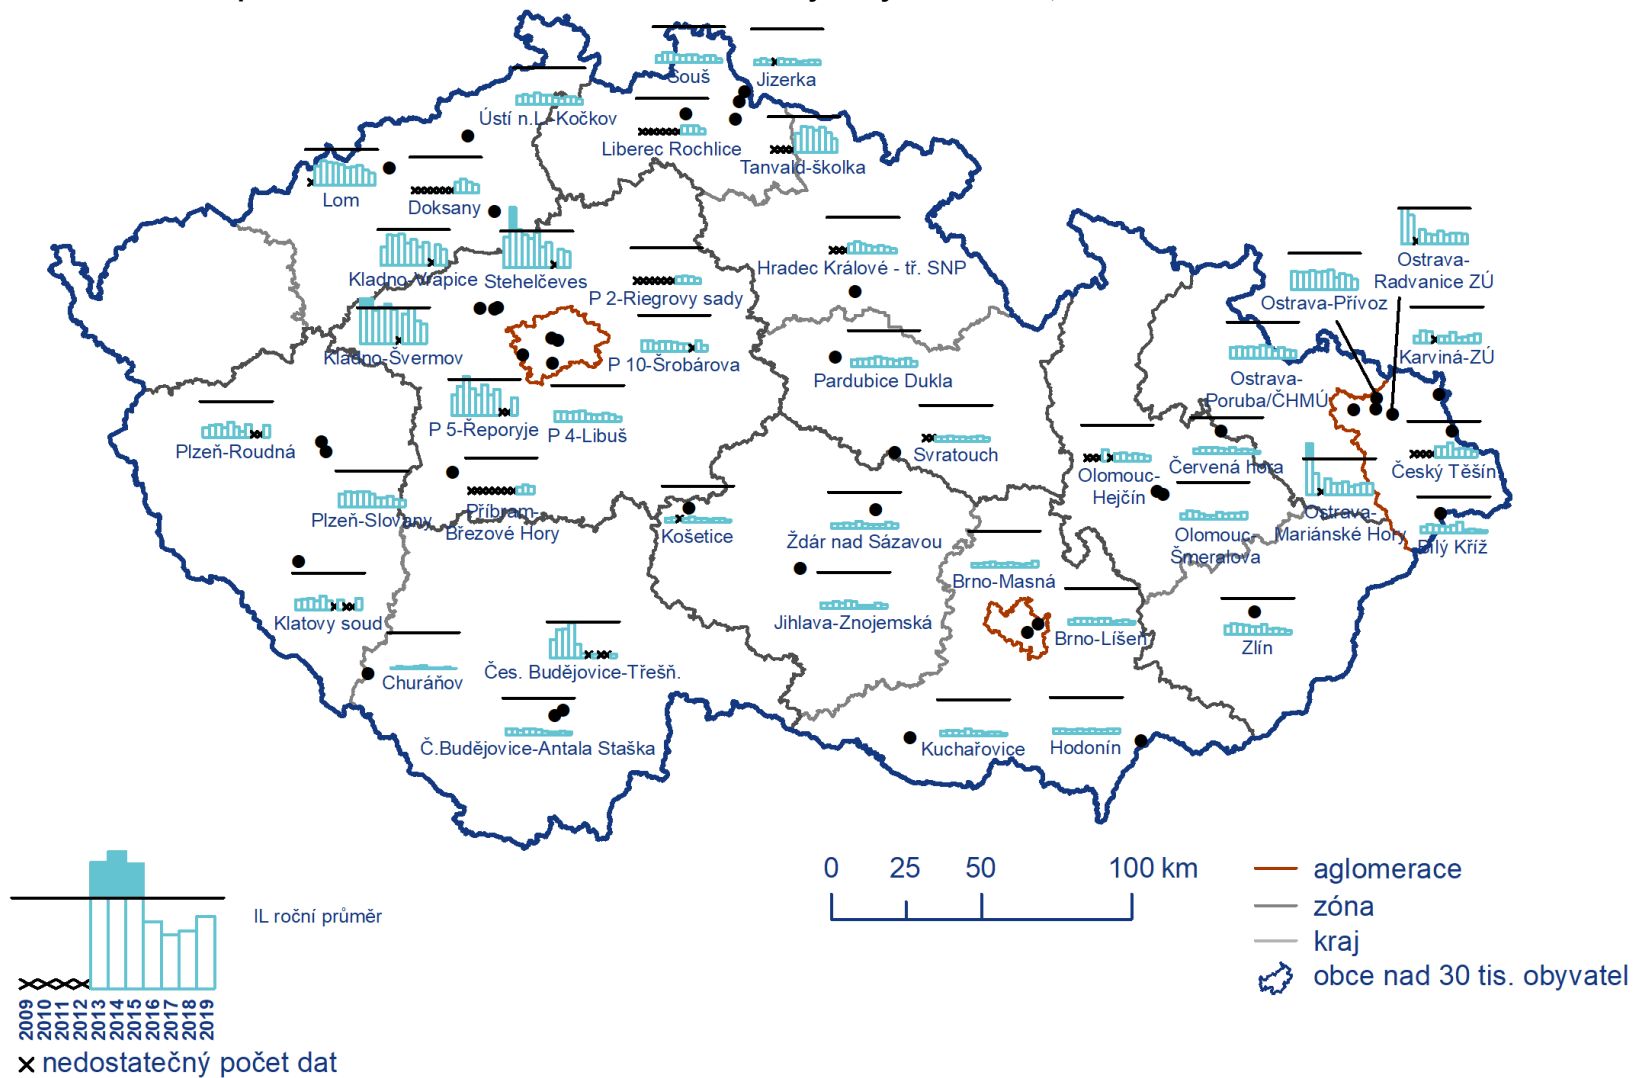 Souš
Jizerka
Ústí n.L.-Kočkov
Liberec Rochlice
Tanvald-školka
Lom
Doksany
Kladno-Vrapice
Stehelčeves
Hradec Králové - tř. SNP
P 2-Riegrovy sady
Ostrava-
Radvanice ZÚ
Ostrava-Přívoz
Kladno-Švermov
P 10-Šrobárova
Karviná-ZÚ
Pardubice Dukla
Ostrava-
Poruba/ČHMÚ
P 5-Řeporyje
P 4-Libuš
Plzeň-Roudná
Svratouch
Olomouc-
Hejčín
Červená hora
Český Těšín
Plzeň-Slovany
Příbram-
Březové Hory
Košetice
Ždár nad Sázavou
Olomouc-
Šmeralova
Ostrava-
Mariánské Hory
Bílý Kříž
Brno-Masná
Klatovy soud
Jihlava-Znojemská
Brno-Líšeň
Zlín
Churáňov
Čes. Budějovice-Třešň.
Č.Budějovice-Antala Staška
Kuchařovice
Hodonín
IL roční průměr
2009
2010
2011
2012
2013
2014
2015
2016
2017
2018
2019
nedostatečný počet dat
0 25 50 100 km
aglomerace
zóna
kraj
obce nad 30 tis. obyvatel